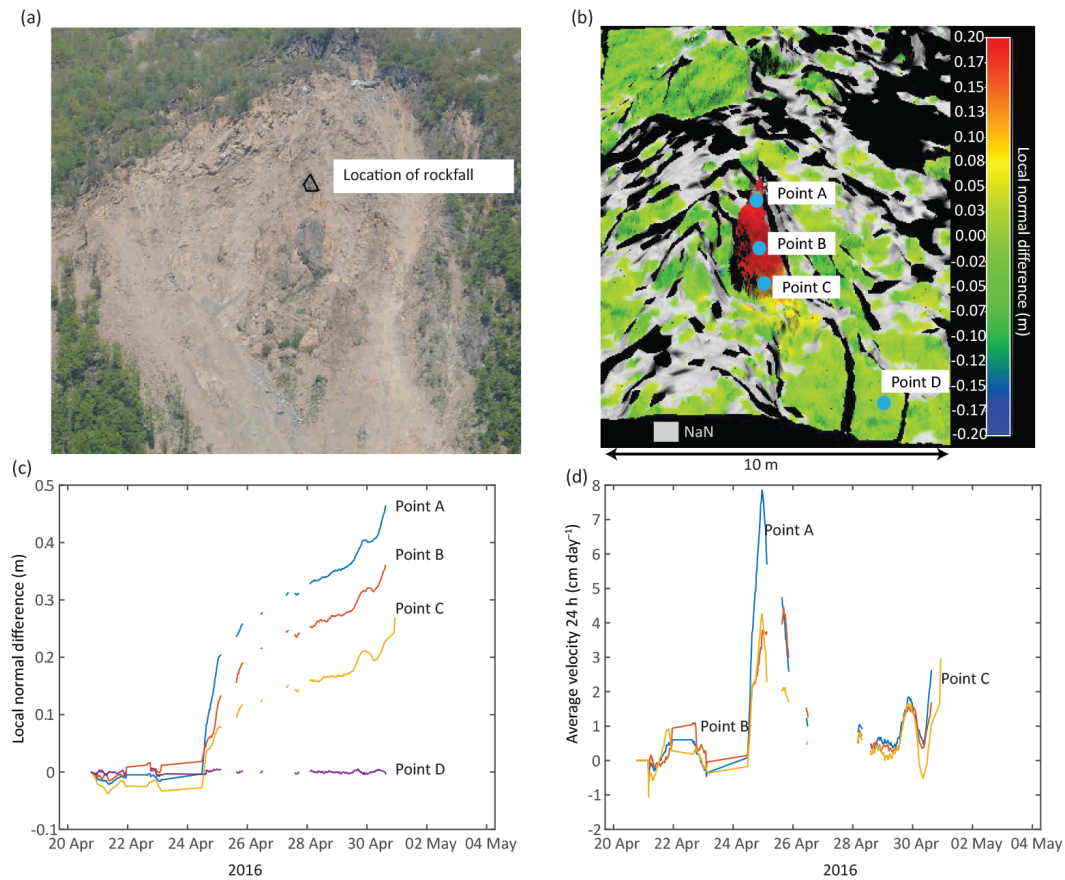 (a)
Location of rockfall
(b)
Point A
Point B
Point C
Point D
NaN
10 m
0.20
0.17
0.15
0.13
0.10
0.08
0.05
0.03
0.00
-0.02
-0.05
-0.07
-0.10
-0.12
-0.15
-0.17
-0.20
Local normal difference (m)
(c)
0.5
0.4
0.3
0.2
0.1
0
-0.1
Local normal difference (m)
Point A
Point B
Point C
Point D
20 Apr 22 Apr 24 Apr 26 Apr 28 Apr 30 Apr 02 May 04 May
2016
(d)
8
7
6
5
4
3
2
1
0
-1
-2
Average velocity 24 h (cm day⁻¹)
Point A
Point B
Point C
20 Apr 22 Apr 24 Apr 26 Apr 28 Apr 30 Apr 02 May 04 May
2016